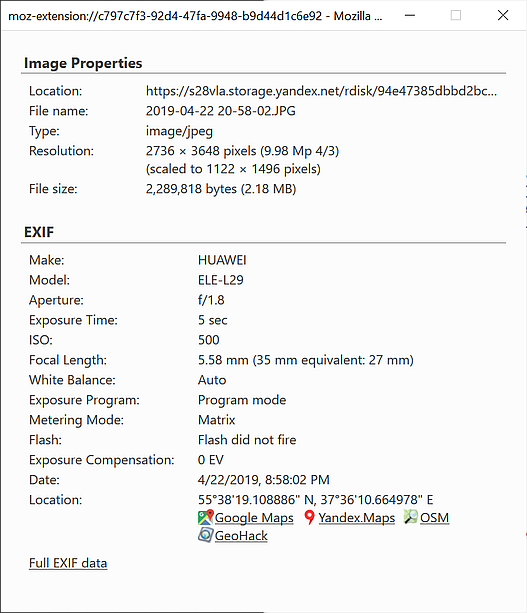 moz-extension://c797c7f3-92d4-47fa-9948-b9d44d1c6e92 - Mozilla ...
Image Properties
Location: https://s28vla.storage.yandex.net/rdisk/94e47385dbbd2bc...
File name: 2019-04-22 20-58-02.JPG
Type: image/jpeg
Resolution: 2736 × 3648 pixels (9.98 Mp 4/3)
(scaled to 1122 × 1496 pixels)
File size: 2,289,818 bytes (2.18 MB)
EXIF
Make: HUAWEI
Model: ELE-L29
Aperture: f/1.8
Exposure Time: 5 sec
ISO: 500
Focal Length: 5.58 mm (35 mm equivalent: 27 mm)
White Balance: Auto
Exposure Program: Program mode
Metering Mode: Matrix
Flash: Flash did not fire
Exposure Compensation: 0 EV
Date: 4/22/2019, 8:58:02 PM
Location: 55°38'19.108886" N, 37°36'10.664978" E
Google Maps Yandex.Maps OSM
GeoHack
Full EXIF data